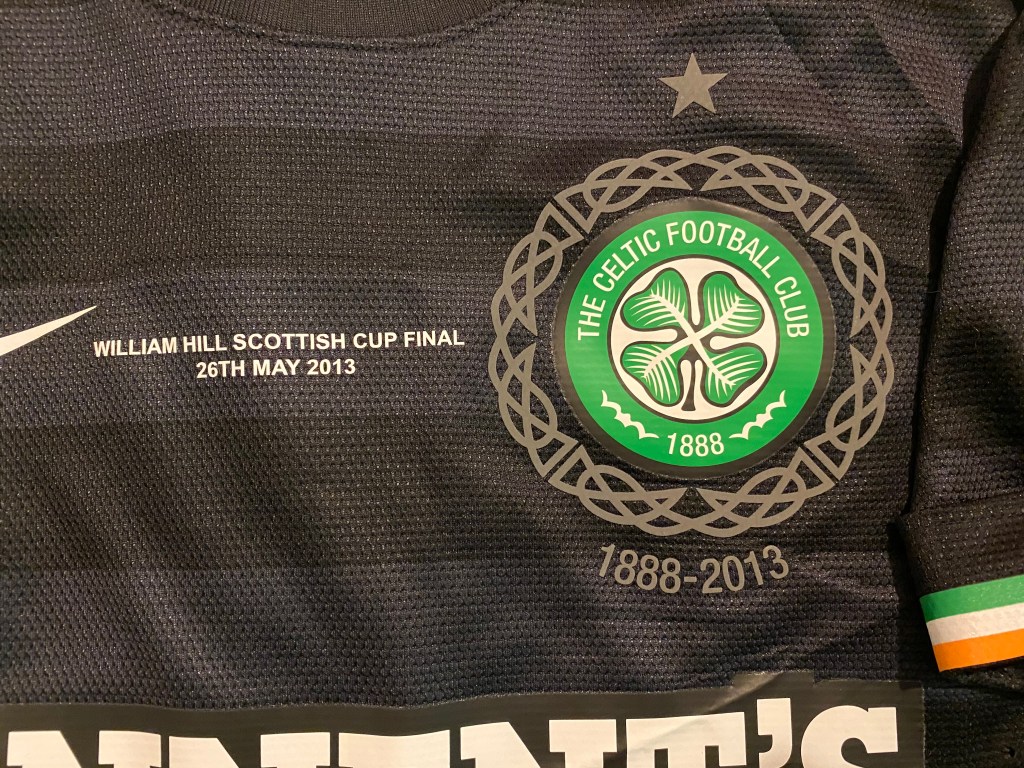 WILLIAM HILL SCOTTISH CUP FINAL
26TH MAY 2013
THE CELTIC FOOTBALL CLUB
1888
1888-2013